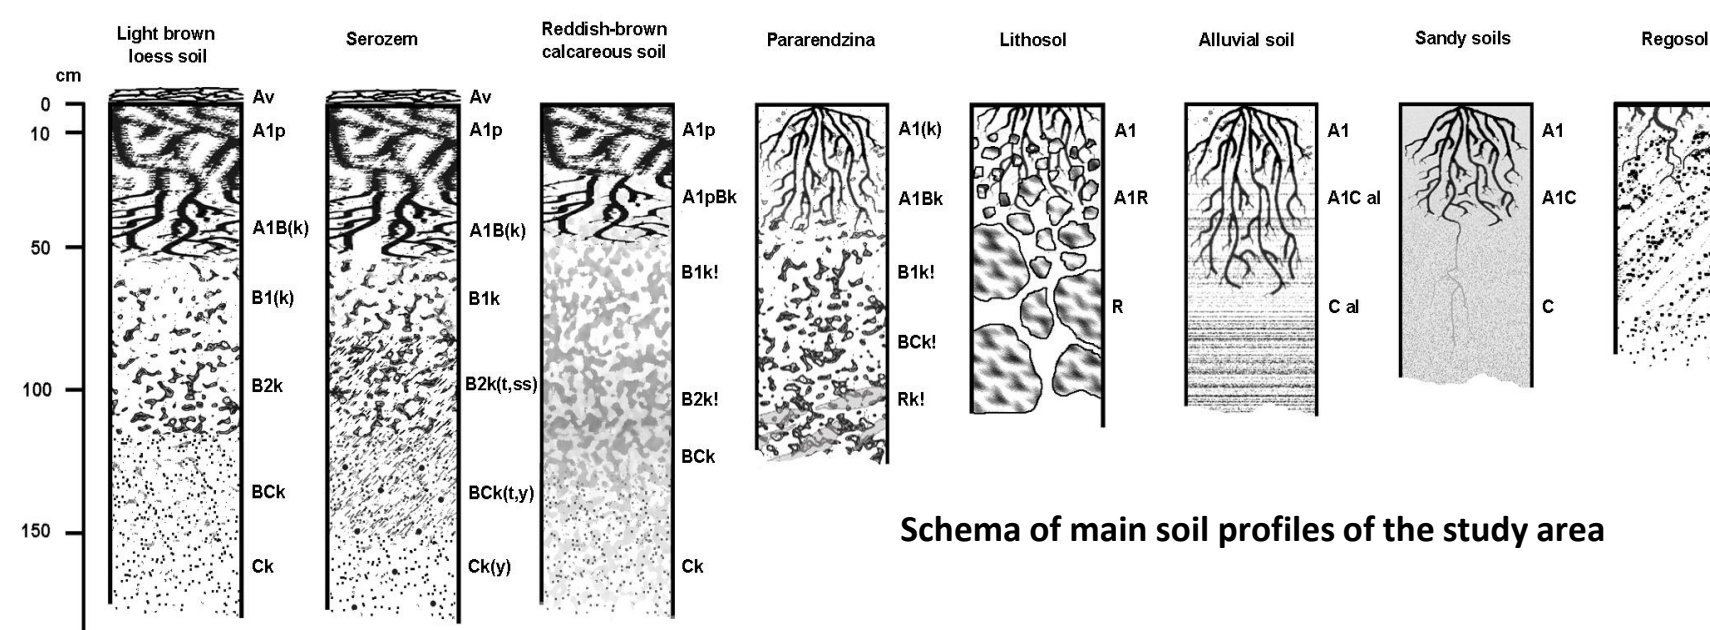 Light brown
loess soil
Serozem
Reddish-brown
calcareous soil
Pararendzina
Lithosol
Alluvial soil
Sandy soils
Regosol
cm
0
10
50
100
150
Av
A1p
A1B(k)
B1(k)
B2k
BCk
Ck
Av
A1p
A1B(k)
B1k
B2k(t,ss)
BCk(t,y)
Ck(y)
A1p
A1pBk
B1k!
B2k!
BCk
Ck
A1(k)
A1Bk
B1k!
BCk!
Rk!
A1
A1R
R
A1
A1C al
C al
A1
A1C
C
Schema of main soil profiles of the study area